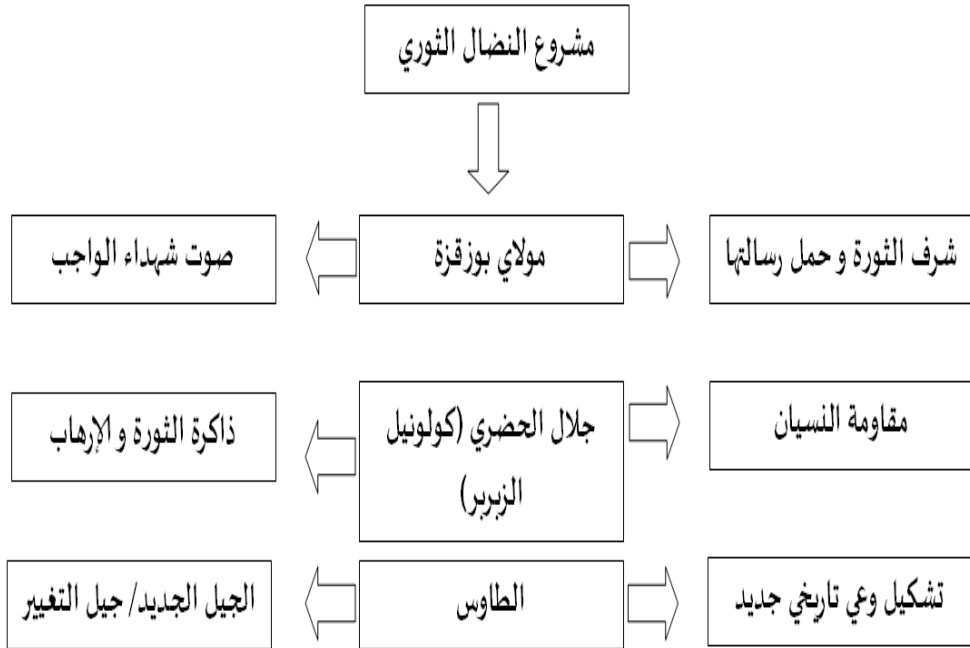 مشروع النضال الثوري
شرف الثورة و حمل رسالتها
مولاي بوزقزة
صوت شهداء الواجب
مقاومة النسيان
جلال الحضري (كولونيل
الزبربر)
ذاكرة الثورة و الإرهاب
تشكيل وعي تاريخي جديد
الطاوس
الجيل الجديد/ جيل التغيير